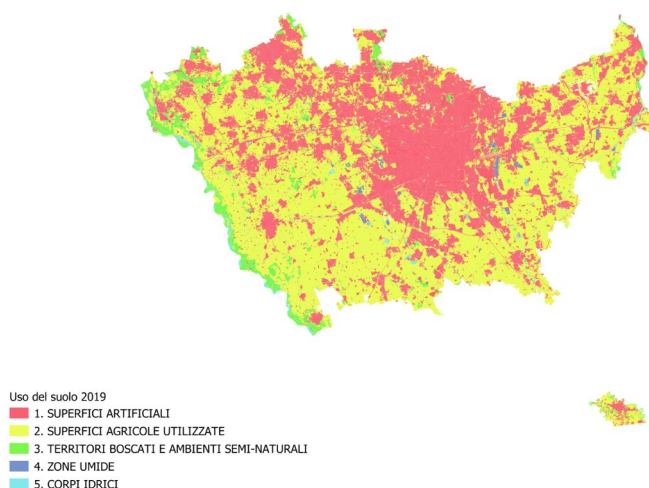 Uso del suolo 2019
1. SUPERFICI ARTIFICIALI
2. SUPERFICI AGRICOLE UTILIZZATE
3. TERRITORI BOSCATI E AMBIENTI SEMI-NATURALI
4. ZONE UMIDE
5. CORPI IDRICI